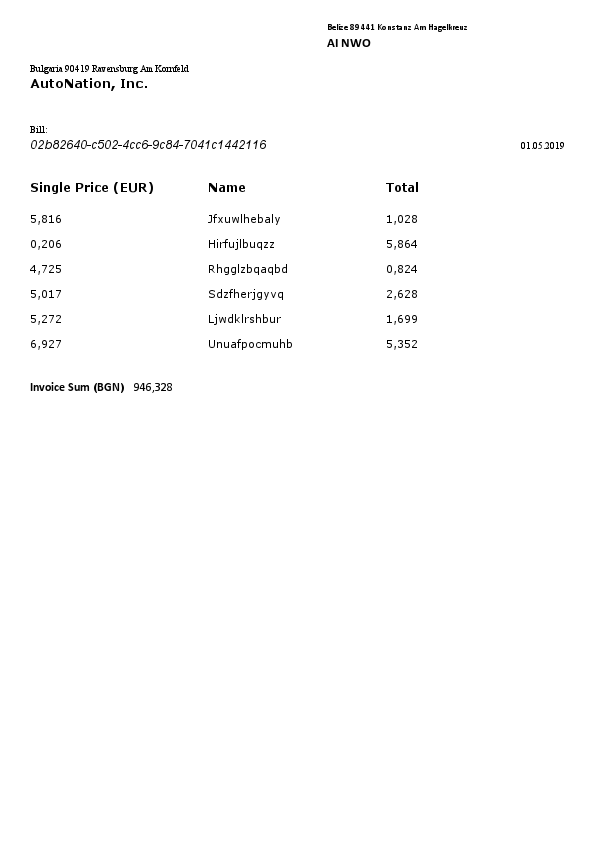 Belize 89441 Konstanz Am Hagelkreuz
AI NWO
Bulgaria 90419 Ravensburg Am Kornfeld
AutoNation, Inc.
Bill:
02b82640-c502-4cc6-9c84-7041c1442116 01.05.2019
Single Price (EUR) Name Total
5,816 Jfxuwlhebaly 1,028
0,206 Hirfujlbuqzz 5,864
4,725 Rhgglzbqaqbd 0,824
5,017 Sdzfherjgyvq 2,628
5,272 Ljwdklrshbur 1,699
6,927 Unuafpocmuhb 5,352
Invoice Sum (BGN) 946,328